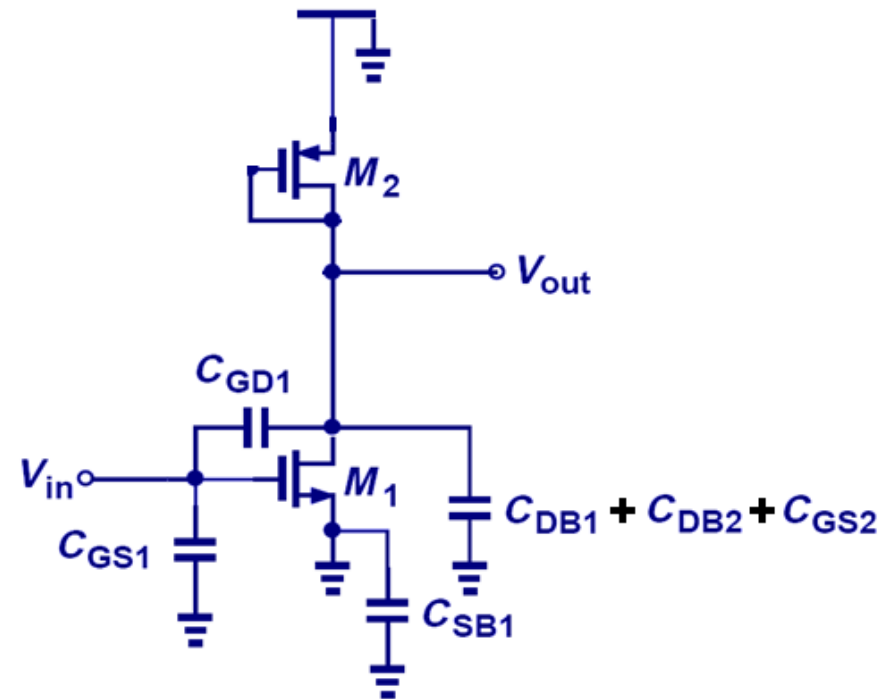 M2
Vout
CGD1
Vin
M1
CGS1
CDB1 + CDB2 + CGS2
CSB1